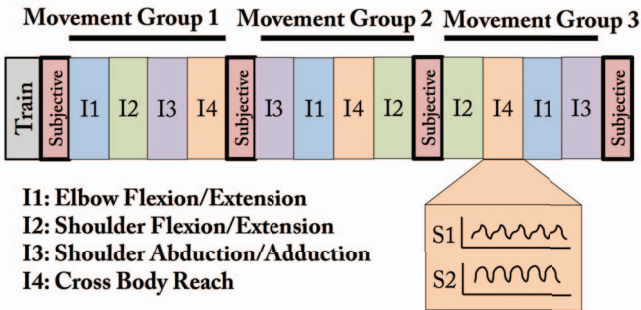 Movement Group 1 Movement Group 2 Movement Group 3
Train Subjective I1 I2 I3 I4 Subjective I3 I1 I4 I2 Subjective I2 I4 I1 I3 Subjective
I1: Elbow Flexion/Extension
I2: Shoulder Flexion/Extension
I3: Shoulder Abduction/Adduction
I4: Cross Body Reach
S1
S2